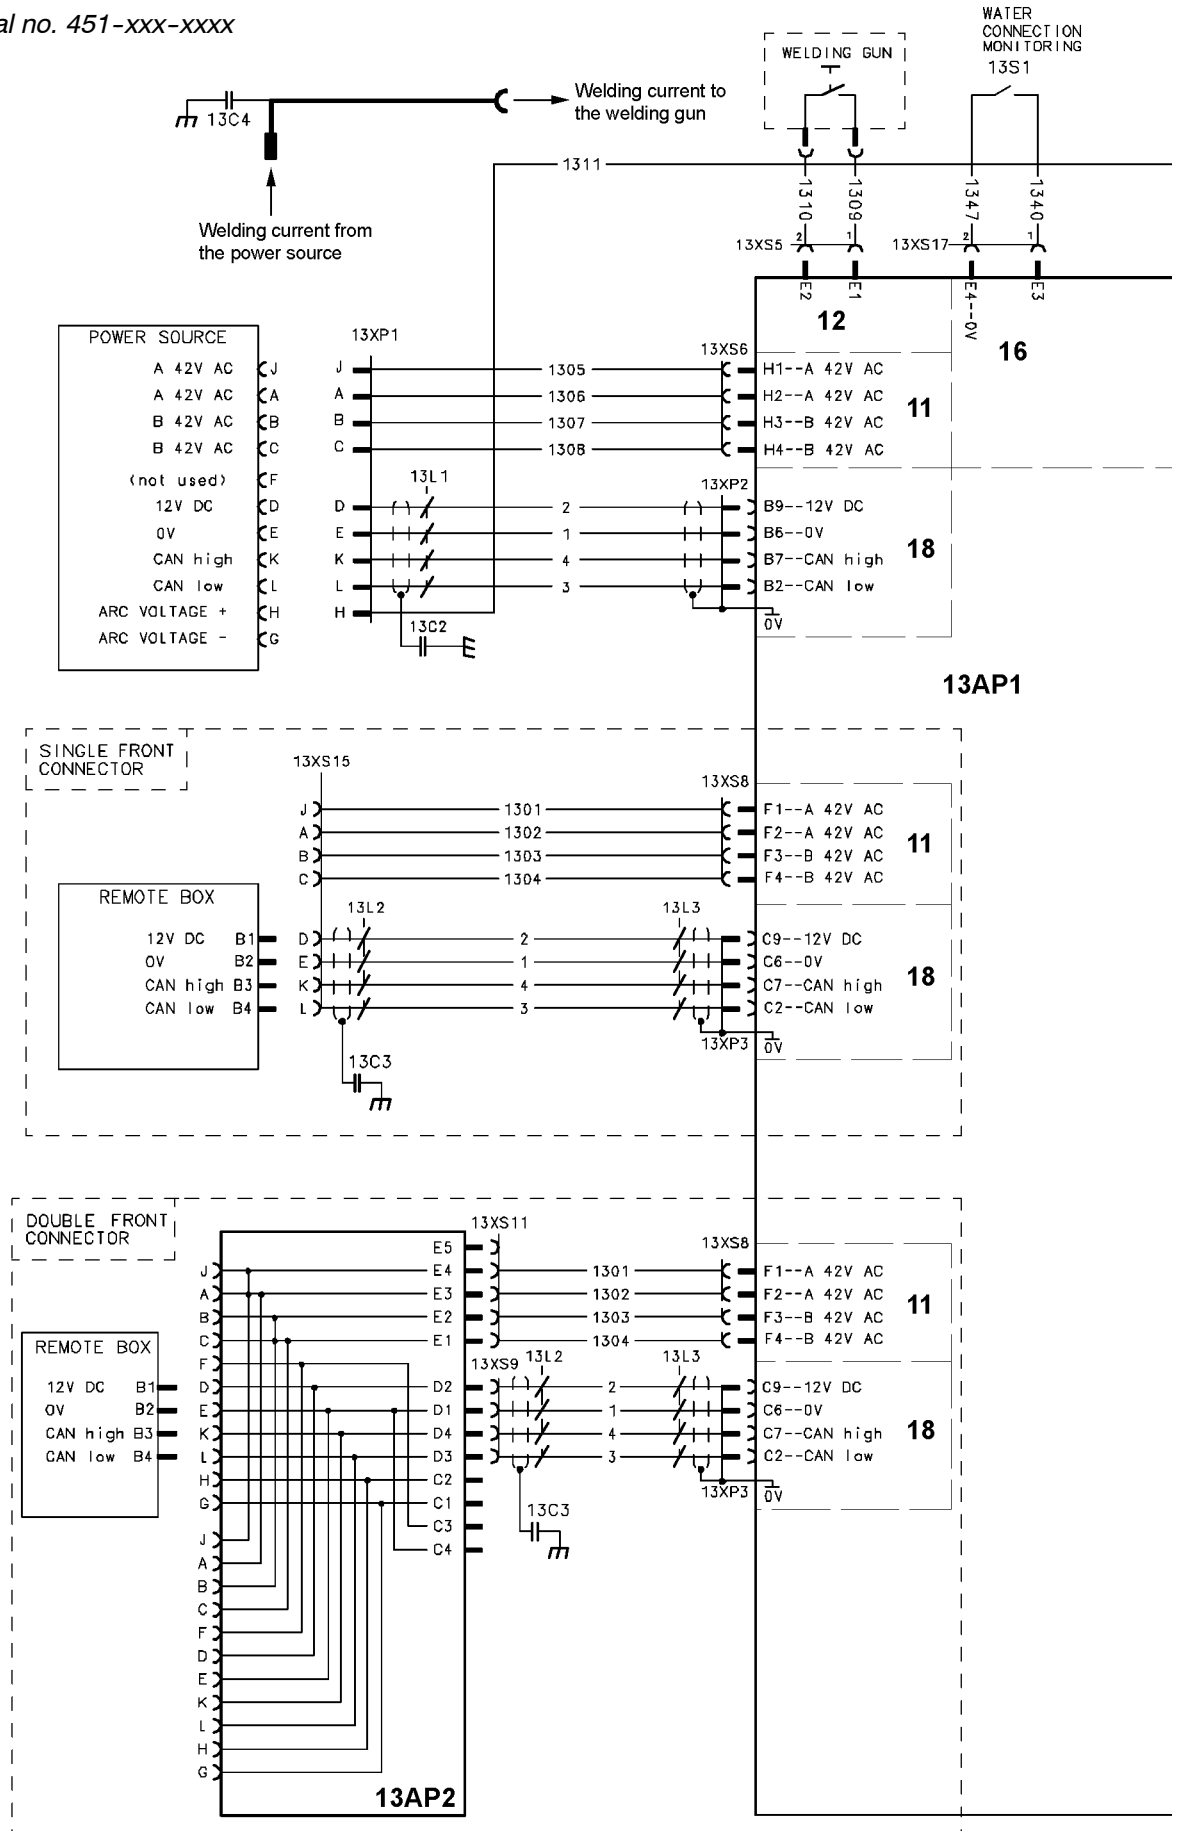 al no. 451-xxx-xxxx
WATER
CONNECTION
MONITORING
13S1
WELDING GUN
Welding current to
the welding gun
13C4
1311
Welding current from
the power source
1310
1309
1347
1340
13XS5
2
1
13XS17
2
1
E2
E1
E4--0V
E3
12
16
POWER SOURCE
13XP1
13XS6
A 42V AC J J 1305 H1--A 42V AC
A 42V AC A A 1306 H2--A 42V AC
11
B 42V AC B B 1307 H3--B 42V AC
B 42V AC C C 1308 H4--B 42V AC
(not used) F
13L1
13XP2
12V DC D D 2 B9--12V DC
0V E E 1 B6--0V
18
CAN high K K 4 B7--CAN high
CAN low L L 3 B2--CAN low
ARC VOLTAGE + H H
0V
ARC VOLTAGE - G
13C2
13AP1
SINGLE FRONT
CONNECTOR
13XS15
13XS8
J 1301 F1--A 42V AC
A 1302 F2--A 42V AC
11
B 1303 F3--B 42V AC
C 1304 F4--B 42V AC
REMOTE BOX
13L2
13L3
12V DC B1 D 2 C9--12V DC
0V B2 E 1 C6--0V
18
CAN high B3 K 4 C7--CAN high
CAN low B4 L 3 C2--CAN low
13XP3
0V
13C3
DOUBLE FRONT
CONNECTOR
13XS11
13XS8
E5
J E4 1301 F1--A 42V AC
A E3 1302 F2--A 42V AC
11
B E2 1303 F3--B 42V AC
C E1 1304 F4--B 42V AC
REMOTE BOX
F
13XS9
13L2
13L3
12V DC B1 D D2 2 C9--12V DC
0V B2 E D1 1 C6--0V
18
CAN high B3 K D4 4 C7--CAN high
CAN low B4 L D3 3 C2--CAN low
H C2
13XP3
0V
G C1
13C3
C3
J
C4
A
B
C
F
D
E
K
L
H
G
13AP2